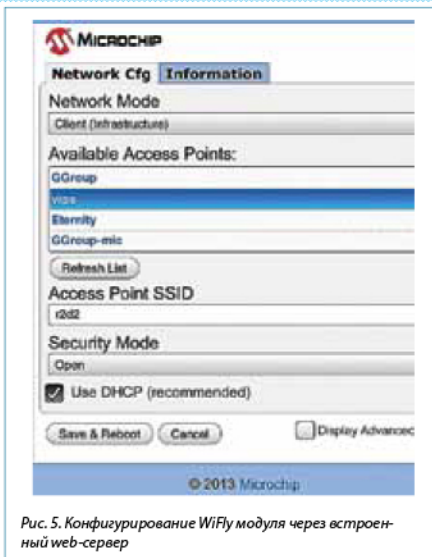 MICROCHIP
Network Cfg Information
Network Mode
Client (Infrastructure)
Available Access Points:
GGroup
Eternity
GGroup-mic
Refresh List
Access Point SSID
r2d2
Security Mode
Open
Use DHCP (recommended)
Save & Reboot Cancel Display Advanced
© 2013 Microchip
Рис. 5. Конфигурирование WiFly модуля через встроен-
ный web-сервер